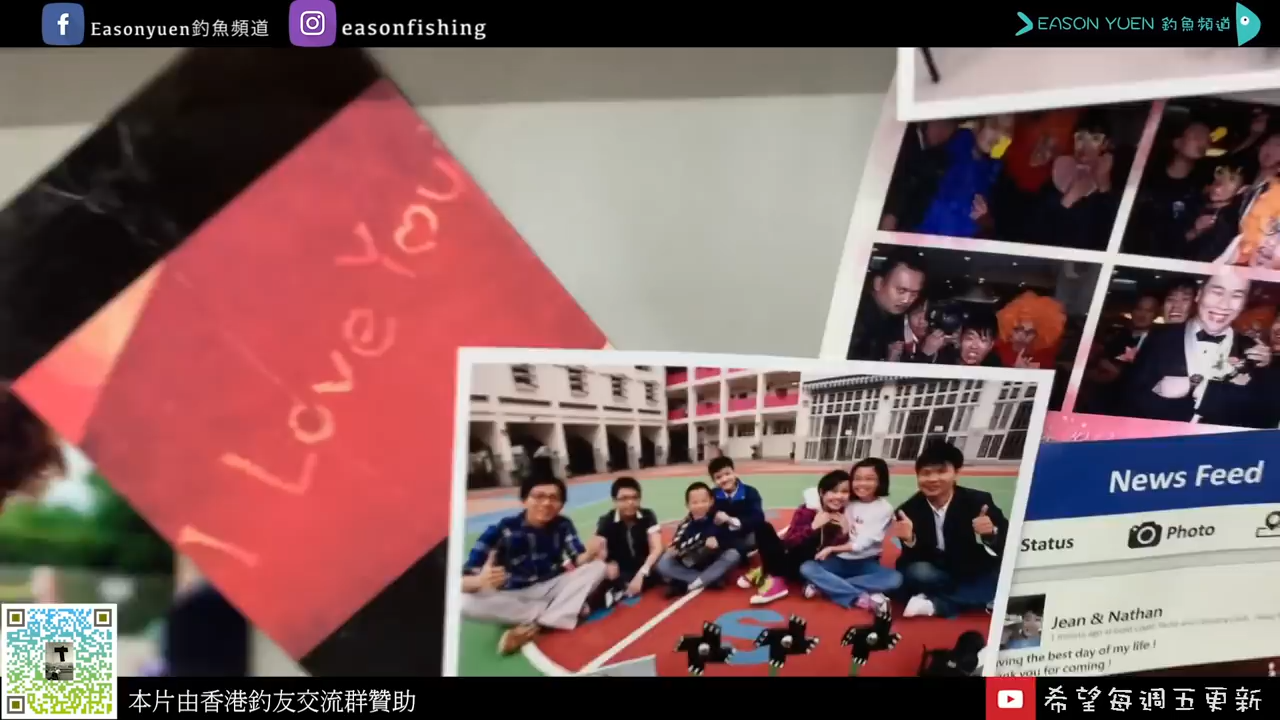 Easonyuen釣魚頻道
easonfishing
EASON YUEN 釣魚頻道
I Love You
News Feed
Status
Photo
Jean & Nathan
ving the best day of my life !
k you for coming !
本片由香港釣友交流群贊助
希望每週五更新